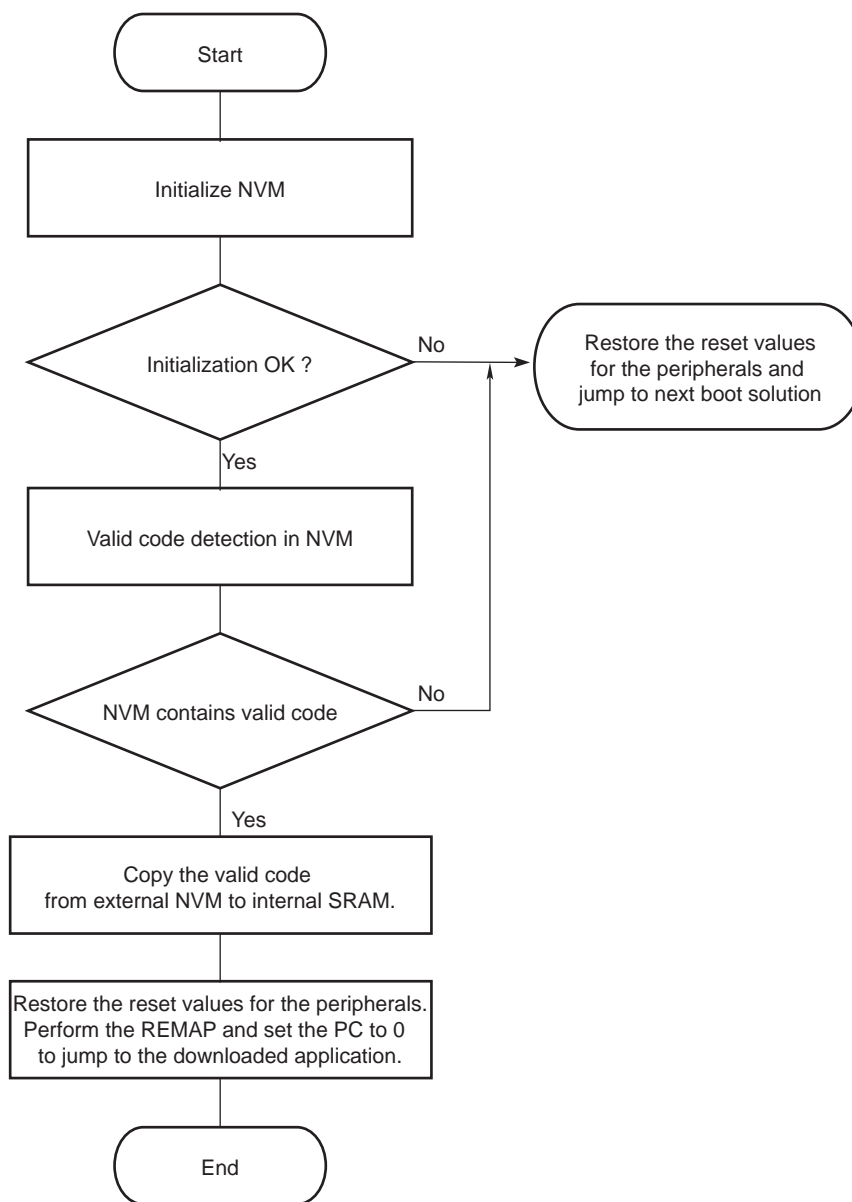 Start
Initialize NVM
Initialization OK ?
No
Restore the reset values
for the peripherals and
jump to next boot solution
Yes
Valid code detection in NVM
NVM contains valid code
No
Yes
Copy the valid code
from external NVM to internal SRAM.
Restore the reset values for the peripherals.
Perform the REMAP and set the PC to 0
to jump to the downloaded application.
End